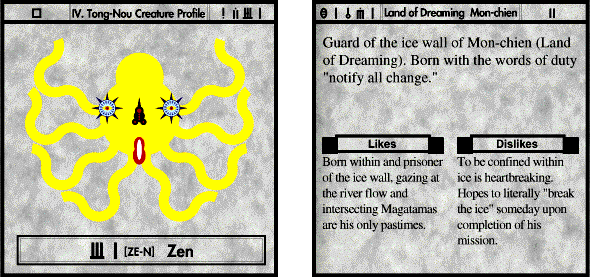 IV. Tong-Nou Creature Profile
[ZE-N] Zen
Land of Dreaming Mon-chien
Guard of the ice wall of Mon-chien (Land
of Dreaming). Born with the words of duty
"notify all change."
Likes
Born within and prisoner
of the ice wall, gazing at
the river flow and
intersecting Magatamas
are his only pastimes.
Dislikes
To be confined within
ice is heartbreaking.
Hopes to literally "break
the ice" someday upon
completion of his
mission.